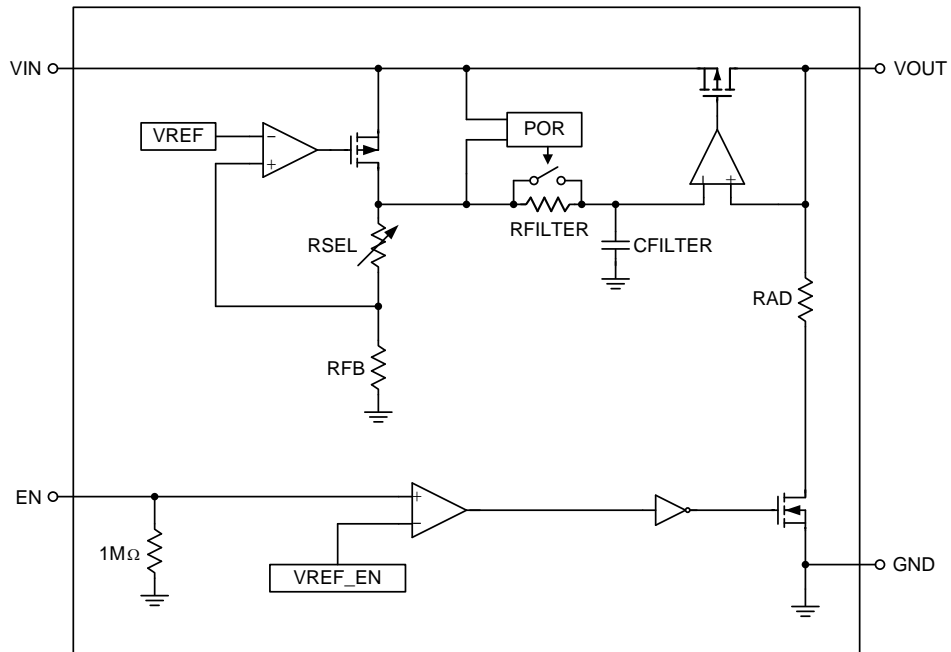 VIN
VOUT
VREF
−
+
POR
RFILTER
CFILTER
−
+
RSEL
RAD
RFB
EN
+
−
1MΩ
VREF_EN
GND